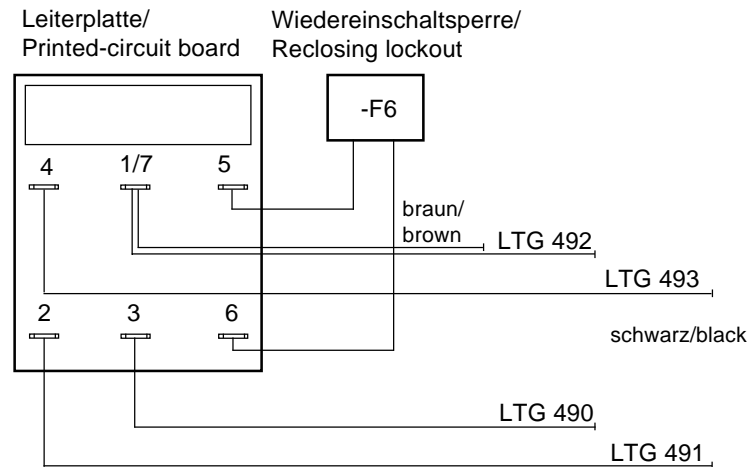 Leiterplatte/
Printed-circuit board
Wiedereinschaltsperre/
Reclosing lockout
-F6
4 1/7 5
braun/
brown
LTG 492
LTG 493
2 3 6
schwarz/black
LTG 490
LTG 491